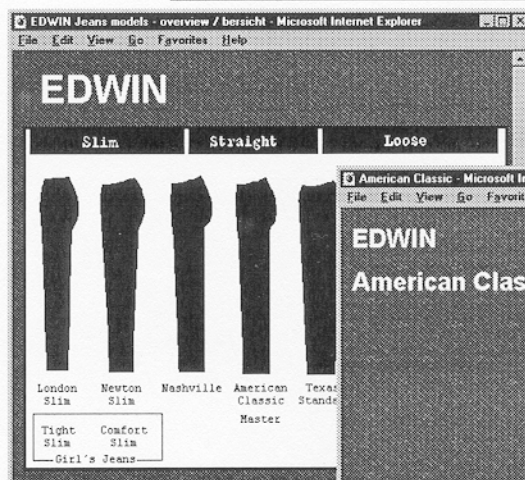 EDWIN Jeans models - overview / bersicht - Microsoft Internet Explorer
File Edit View Go Favorites Help
EDWIN
Slim Straight Loose
American Classic - Microsoft In
File Edit View Go Favorit
EDWIN
American Clas
London Slim
Newton Slim
Nashville
American Classic
Texas
Stande
Master
Tight Slim
Comfort Slim
Girl's Jeans